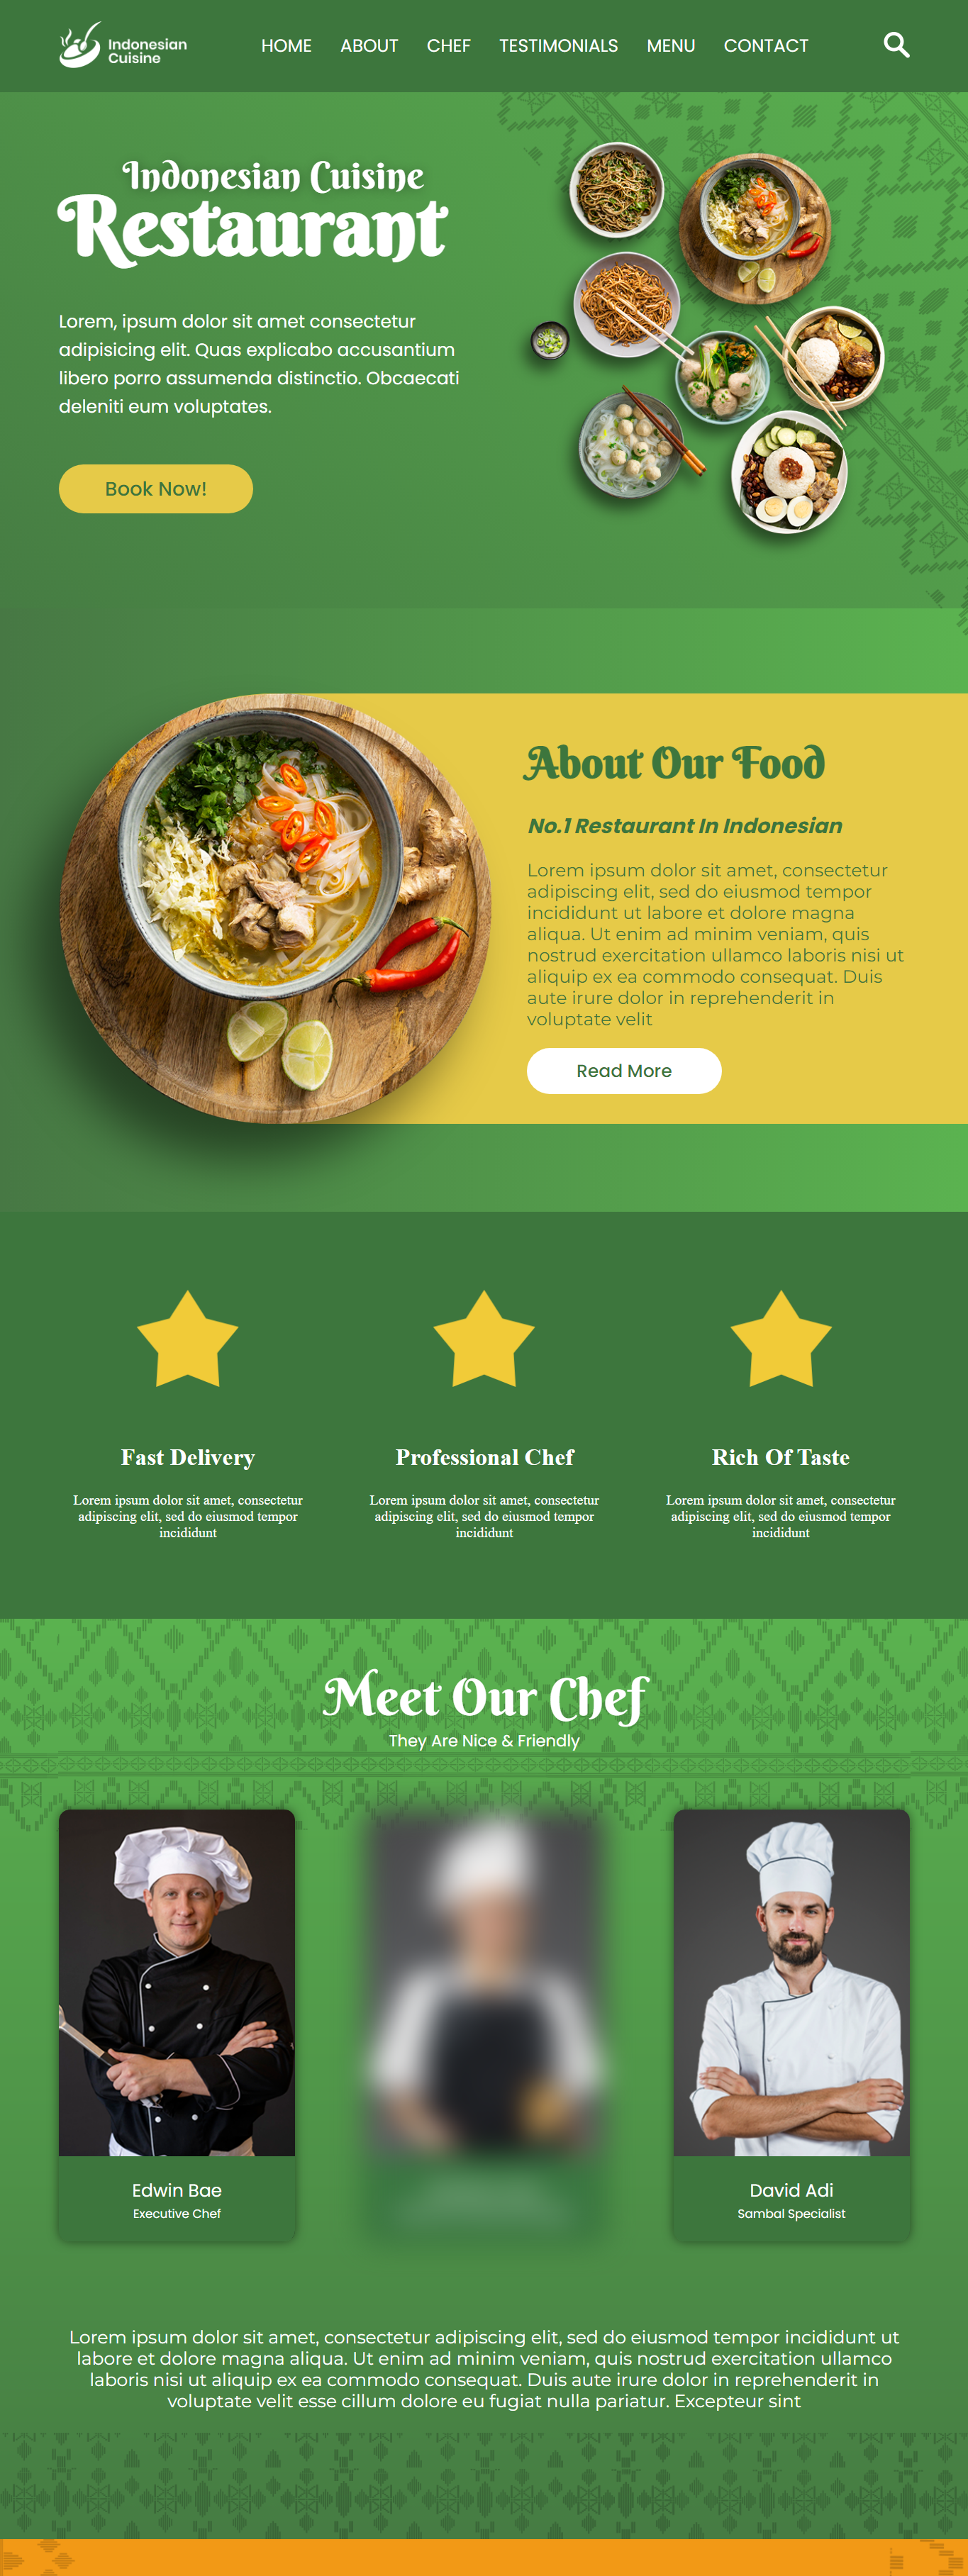 Indonesian
Cuisine
HOME ABOUT CHEF TESTIMONIALS MENU CONTACT
Indonesian Cuisine
Restaurant
Lorem, ipsum dolor sit amet consectetur
adipisicing elit. Quas explicabo accusantium
libero porro assumenda distinctio. Obcaecati
deleniti eum voluptates.
Book Now!
About Our Food
No.1 Restaurant In Indonesian
Lorem ipsum dolor sit amet, consectetur
adipiscing elit, sed do eiusmod tempor
incididunt ut labore et dolore magna
aliqua. Ut enim ad minim veniam, quis
nostrud exercitation ullamco laboris nisi ut
aliquip ex ea commodo consequat. Duis
aute irure dolor in reprehenderit in
voluptate velit
Read More
Fast Delivery
Lorem ipsum dolor sit amet, consectetur
adipiscing elit, sed do eiusmod tempor
incididunt
Professional Chef
Lorem ipsum dolor sit amet, consectetur
adipiscing elit, sed do eiusmod tempor
incididunt
Rich Of Taste
Lorem ipsum dolor sit amet, consectetur
adipiscing elit, sed do eiusmod tempor
incididunt
Meet Our Chef
They Are Nice & Friendly
Edwin Bae
Executive Chef
David Adi
Sambal Specialist
Lorem ipsum dolor sit amet, consectetur adipiscing elit, sed do eiusmod tempor incididunt ut
labore et dolore magna aliqua. Ut enim ad minim veniam, quis nostrud exercitation ullamco
laboris nisi ut aliquip ex ea commodo consequat. Duis aute irure dolor in reprehenderit in
voluptate velit esse cillum dolore eu fugiat nulla pariatur. Excepteur sint